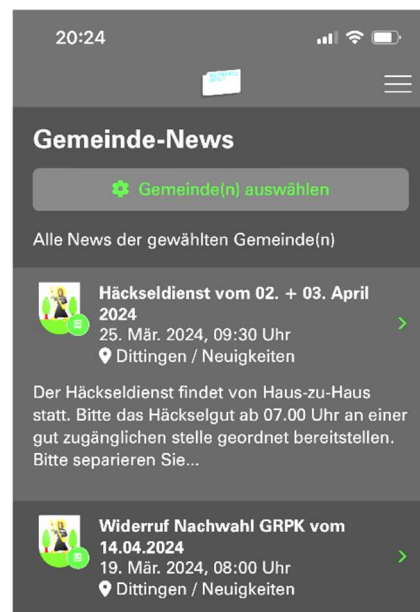 20:24
Gemeinde-News
Gemeinde(n) auswählen
Alle News der gewählten Gemeinde(n)
Häckseldienst vom 02. + 03. April
2024
25. Mär. 2024, 09:30 Uhr
Dittingen / Neuigkeiten
Der Häckseldienst findet von Haus-zu-Haus
statt. Bitte das Häckselgut ab 07.00 Uhr an einer
gut zugänglichen stelle geordnet bereitstellen.
Bitte separieren Sie...
Widerruf Nachwahl GRPK vom
14.04.2024
19. Mär. 2024, 08:00 Uhr
Dittingen / Neuigkeiten